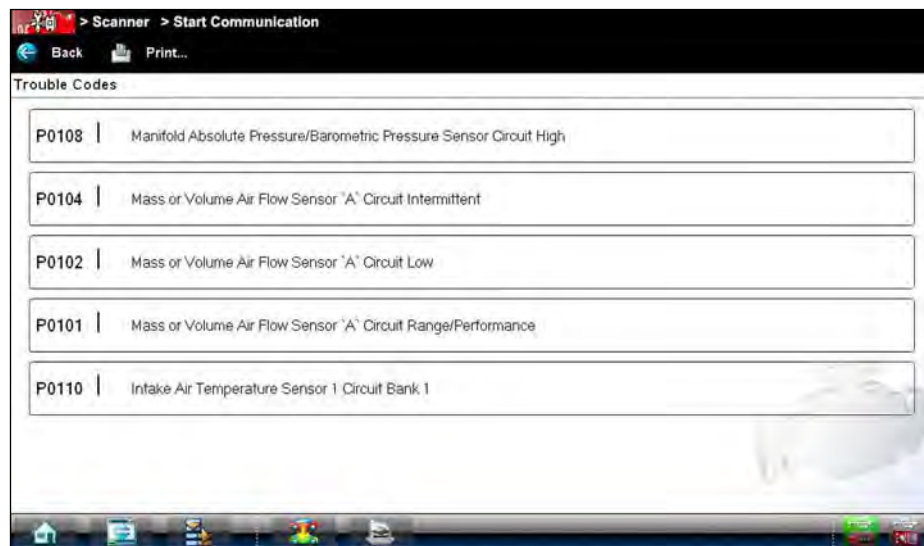 > Scanner > Start Communication
Back Print...
Trouble Codes
P0108 Manifold Absolute Pressure/Barometric Pressure Sensor Circuit High
P0104 Mass or Volume Air Flow Sensor `A` Circuit Intermittent
P0102 Mass or Volume Air Flow Sensor `A` Circuit Low
P0101 Mass or Volume Air Flow Sensor `A` Circuit Range/Performance
P0110 Intake Air Temperature Sensor 1 Circuit Bank 1